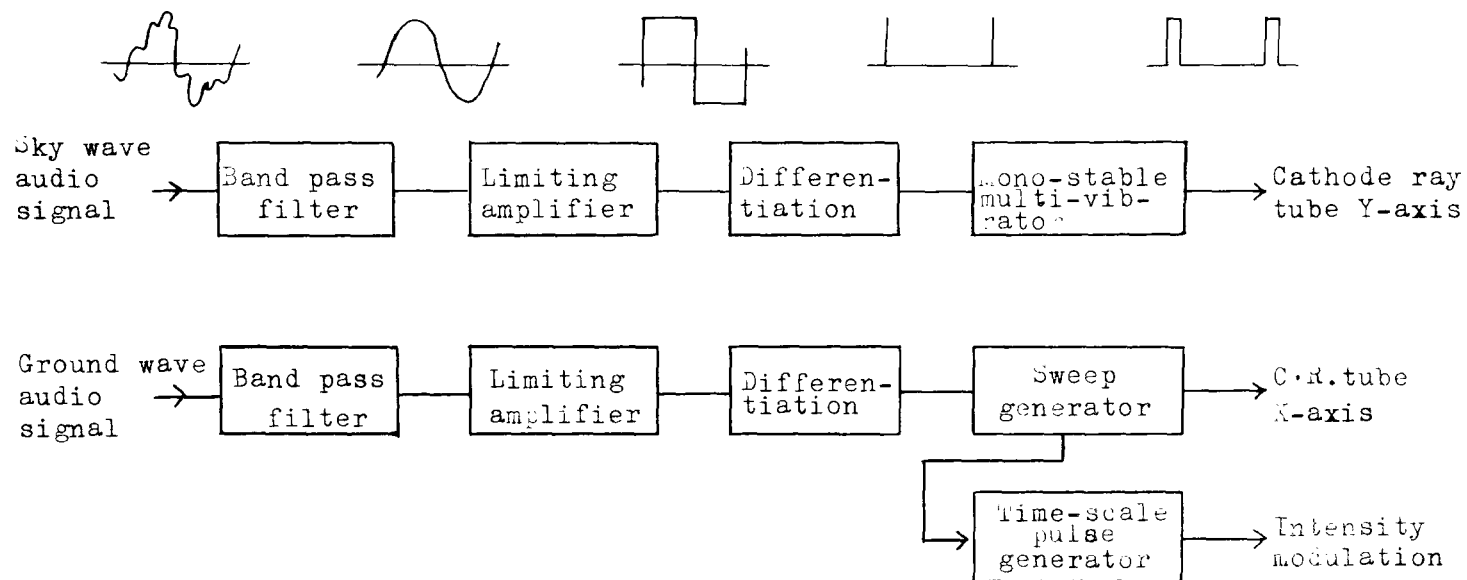 Sky wave
audio
signal
Band pass
filter
Limiting
amplifier
Differen-
tiation
mono-stable
multi-vib-
rator
Cathode ray
tube Y-axis
Ground wave
audio
signal
Band pass
filter
Limiting
amplifier
Differen-
tiation
Sweep
generator
C.R.tube
X-axis
Time-scale
pulse
generator
Intensity
modulation